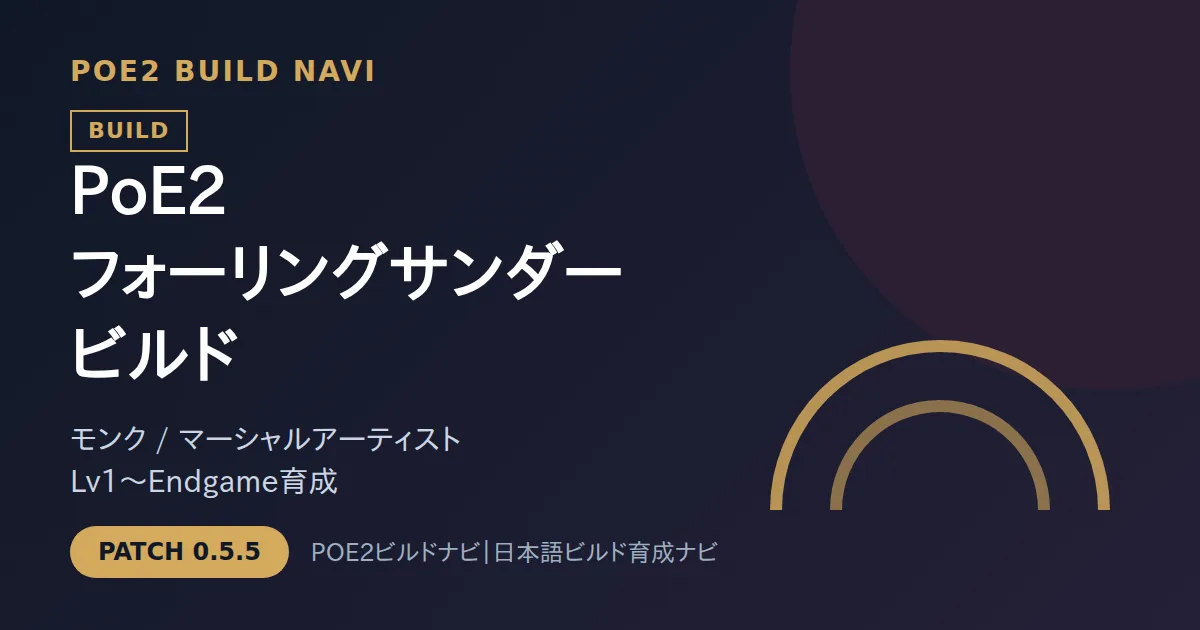 POE2 BUILD NAVI
BUILD
PoE2
フォーリングサンダー
ビルド
モンク / マーシャルアーティスト
Lv1～Endgame育成
PATCH 0.5.5
POE2ビルドナビ|日本語ビルド育成ナビ